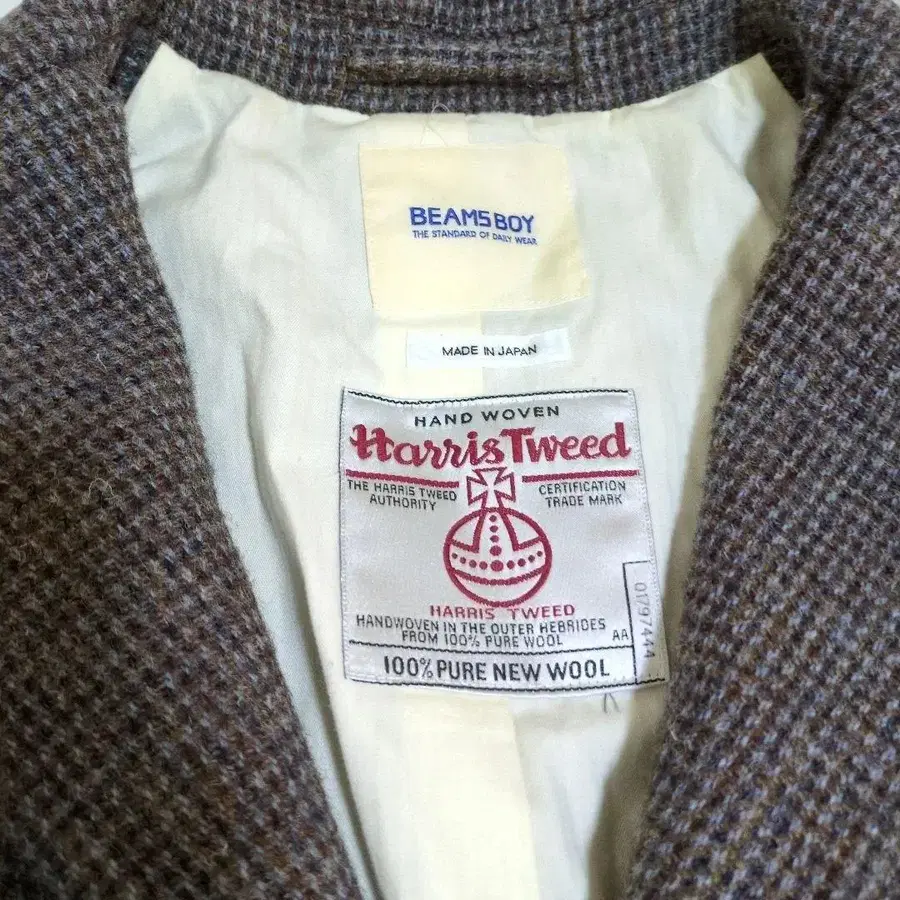 BEAMS BOY
THE STANDARD OF DAILY WEAR
MADE IN JAPAN
HAND WOVEN
Harris Tweed
THE HARRIS TWEED
AUTHORITY
CERTIFICATION
TRADE MARK
HARRIS TWEED
HANDWOVEN IN THE OUTER HEBRIDES
FROM 100% PURE WOOL
AA
0197444
100% PURE NEW WOOL